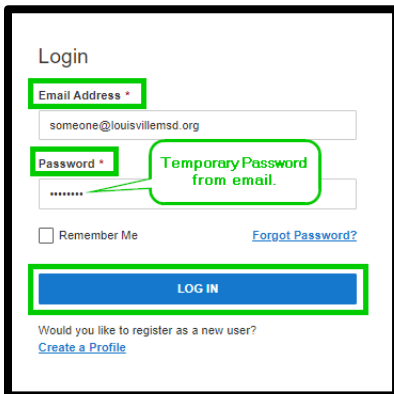 Login
Email Address *
someone@louisvillemsd.org
Password *
Temporary Password
from email.
••••••••
Remember Me
Forgot Password?
LOG IN
Would you like to register as a new user?
Create a Profile